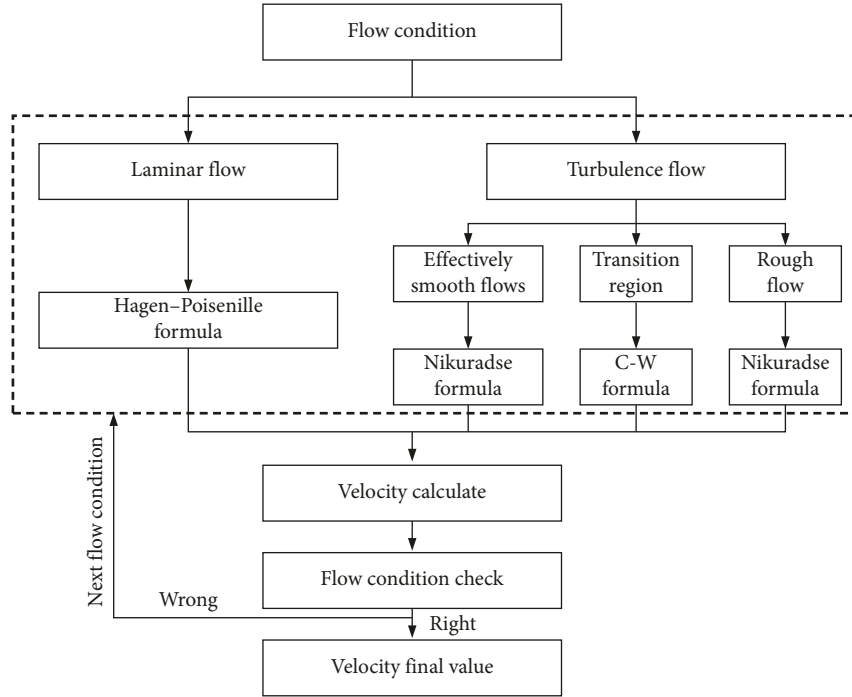 Flow condition
Laminar flow
Turbulence flow
Effectively
smooth flows
Transition
region
Rough
flow
Hagen–Poisenille
formula
Nikuradse
formula
C-W
formula
Nikuradse
formula
Next flow condition
Velocity calculate
Flow condition check
Wrong
Right
Velocity final value